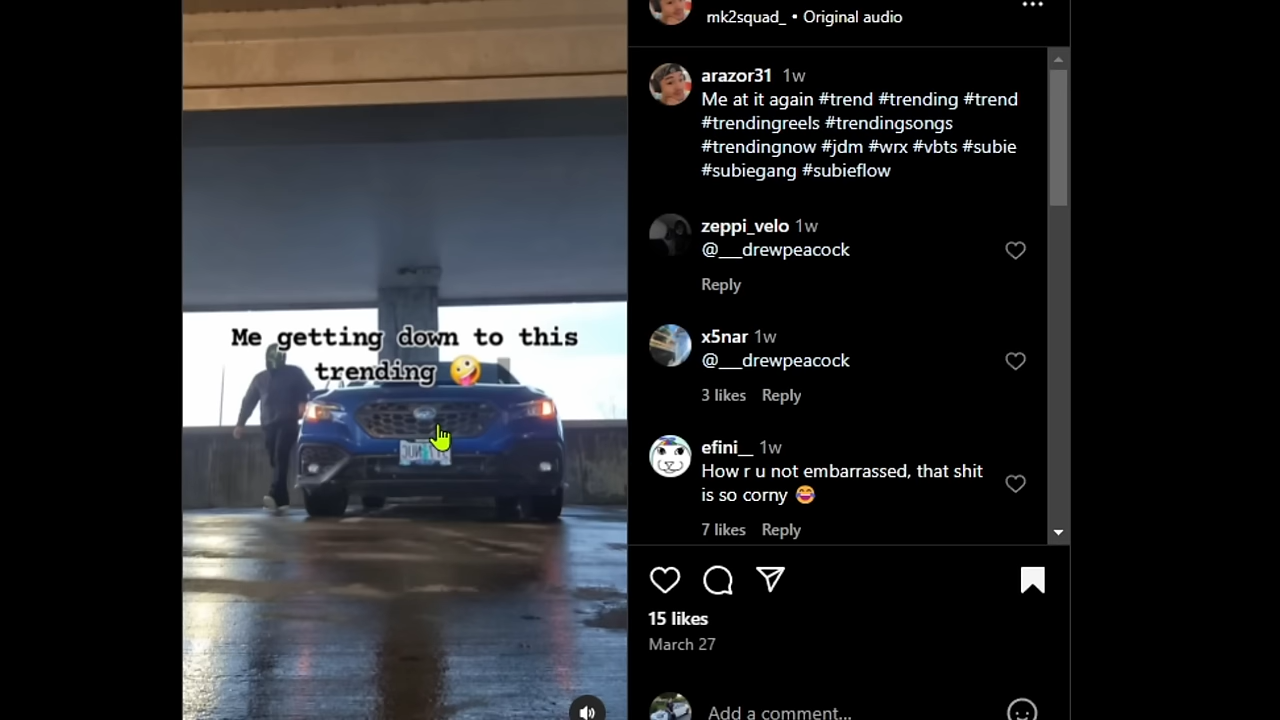 Me getting down to this
trending 🤪
mk2squad_ • Original audio
arazor31 1w
Me at it again #trend #trending #trend
#trendingreels #trendingsongs
#trendingnow #jdm #wrx #vbts #subie
#subiegang #subieflow
zeppi_velo 1w
@___drewpeacock
Reply
x5nar 1w
@___drewpeacock
3 likes Reply
efini__ 1w
How r u not embarrassed, that shit
is so corny 😂
7 likes Reply
15 likes
March 27
Add a comment...